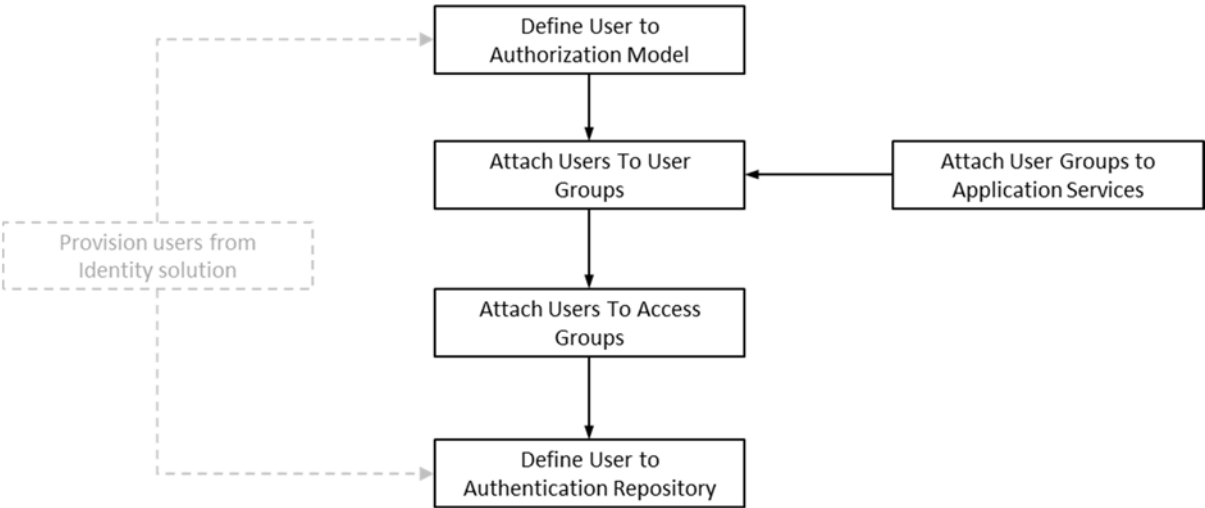 Define User to
Authorization Model
Attach Users To User
Groups
Attach User Groups to
Application Services
Provision users from
Identity solution
Attach Users To Access
Groups
Define User to
Authentication Repository